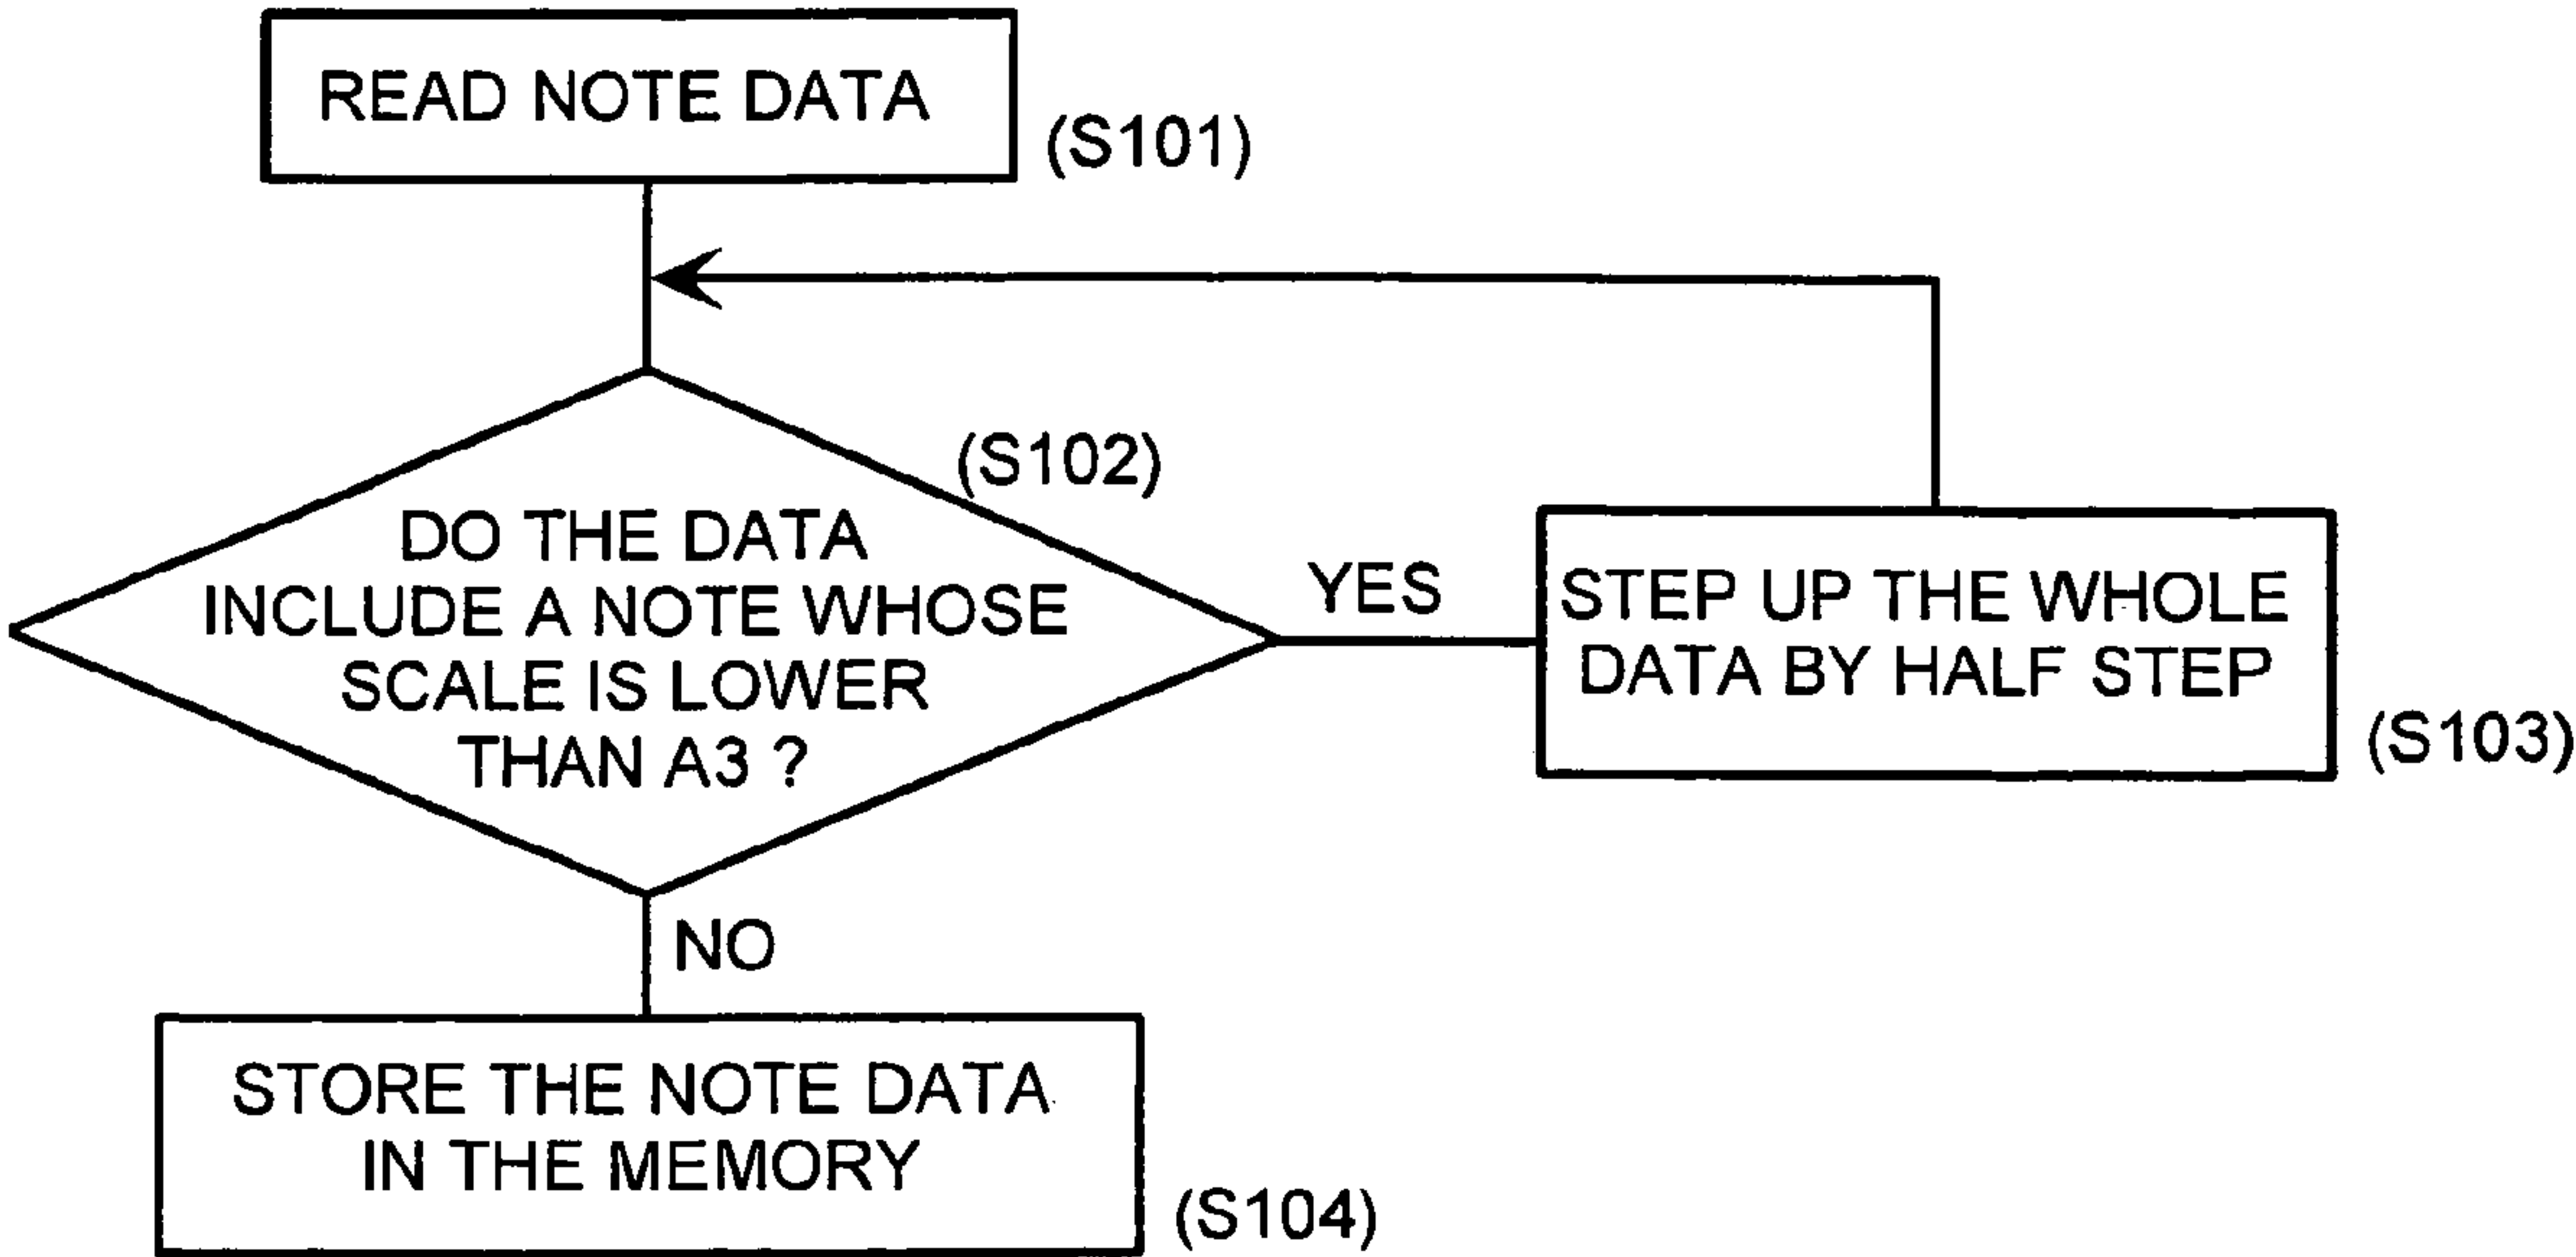 READ NOTE DATA
(S101)
(S102)
DO THE DATA
INCLUDE A NOTE WHOSE
SCALE IS LOWER
THAN A3 ?
YES
STEP UP THE WHOLE
DATA BY HALF STEP
(S103)
NO
STORE THE NOTE DATA
IN THE MEMORY
(S104)